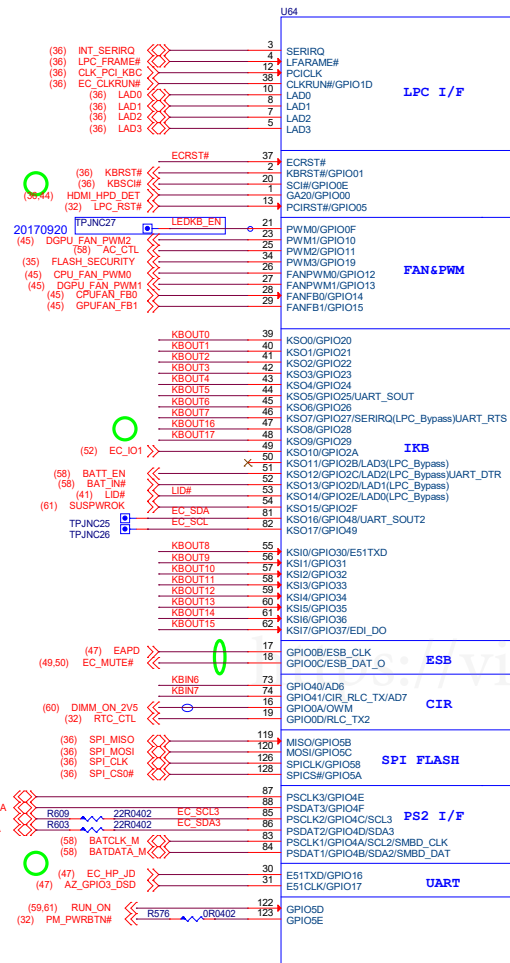 U64
(36) INT_SERIRQ 3 SERIRQ
(36) LPC_FRAME# 4 LFARAME#
(36) CLK_PCI_KBC 12 PCICLK
(36) EC_CLKRUN# 38 CLKRUN#/GPIO1D
(36) LAD0 10 LAD0 LPC I/F
(36) LAD1 8 LAD1
(36) LAD2 7 LAD2
(36) LAD3 5 LAD3
ECRST# 37 ECRST#
(36) KBRST# 2 KBRST#/GPIO01
(36) KBSCI# 20 SCI#/GPIO0E
(36,44) HDMI_HPD_DET 1 GA20/GPIO00
(32) LPC_RST# 13 PCIRST#/GPIO05
20170920 TPJNC27 LEDKB_EN 21 PWM0/GPIO0F
(45) DGPU_FAN_PWM2 23 PWM1/GPIO10
(58) AC_CTL 25 PWM2/GPIO11
(35) FLASH_SECURITY 34 PWM3/GPIO19
(45) CPU_FAN_PWM0 26 FANPWM0/GPIO12 FAN&PWM
(45) DGPU_FAN_PWM1 27 FANPWM1/GPIO13
(45) CPUFAN_FB0 28 FANFB0/GPIO14
(45) GPUFAN_FB1 29 FANFB1/GPIO15
KBOUT0 39 KSO0/GPIO20
KBOUT1 40 KSO1/GPIO21
KBOUT2 41 KSO2/GPIO22
KBOUT3 42 KSO3/GPIO23
KBOUT4 43 KSO4/GPIO24
KBOUT5 44 KSO5/GPIO25/UART_SOUT
KBOUT6 45 KSO6/GPIO26
KBOUT7 46 KSO7/GPIO27/SERIRQ(LPC_Bypass)UART_RTS
KBOUT16 47 KSO8/GPIO28
KBOUT17 48 KSO9/GPIO29
(52) EC_IO1 49 KSO10/GPIO2A IKB
50 KSO11/GPIO2B/LAD3(LPC_Bypass)
(58) BATT_EN 51 KSO12/GPIO2C/LAD2(LPC_Bypass)UART_DTR
(58) BAT_IN# 52 KSO13/GPIO2D/LAD1(LPC_Bypass)
(41) LID# LID# 53 KSO14/GPIO2E/LAD0(LPC_Bypass)
(61) SUSPWROK 54 KSO15/GPIO2F
TPJNC25 EC_SDA 81 KSO16/GPIO48/UART_SOUT2
TPJNC26 EC_SCL 82 KSO17/GPIO49
KBOUT8 55 KSI0/GPIO30/E51TXD
KBOUT9 56 KSI1/GPIO31
KBOUT10 57 KSI2/GPIO32
KBOUT11 58 KSI3/GPIO33
KBOUT12 59 KSI4/GPIO34
KBOUT13 60 KSI5/GPIO35
KBOUT14 61 KSI6/GPIO36
KBOUT15 62 KSI7/GPIO37/EDI_DO
(47) EAPD 17 GPIO0B/ESB_CLK
(49,50) EC_MUTE# 18 GPIO0C/ESB_DAT_O ESB
https://vi
KBIN6 73 GPIO40/AD6
KBIN7 74 GPIO41/CIR_RLC_TX/AD7
(60) DIMM_ON_2V5 16 GPIO0A/OWM CIR
(32) RTC_CTL 19 GPIO0D/RLC_TX2
(36) SPI_MISO 119 MISO/GPIO5B
(36) SPI_MOSI 120 MOSI/GPIO5C
(36) SPI_CLK 126 SPICLK/GPIO58 SPI FLASH
(36) SPI_CS0# 128 SPICS#/GPIO5A
87 PSCLK3/GPIO4E
A 88 PSDAT3/GPIO4F
R609 22R0402 EC_SCL3 85 PSCLK2/GPIO4C/SCL3 PS2 I/F
R603 22R0402 EC_SDA3 86 PSDAT2/GPIO4D/SDA3
(58) BATCLK_M 83 PSCLK1/GPIO4A/SCL2/SMBD_CLK
(58) BATDATA_M 84 PSDAT1/GPIO4B/SDA2/SMBD_DAT
(47) EC_HP_JD 30 E51TXD/GPIO16
(47) AZ_GPIO3_DSD 31 E51CLK/GPIO17 UART
(59,61) RUN_ON 122 GPIO5D
(32) PM_PWRBTN# R576 0R0402 123 GPIO5E